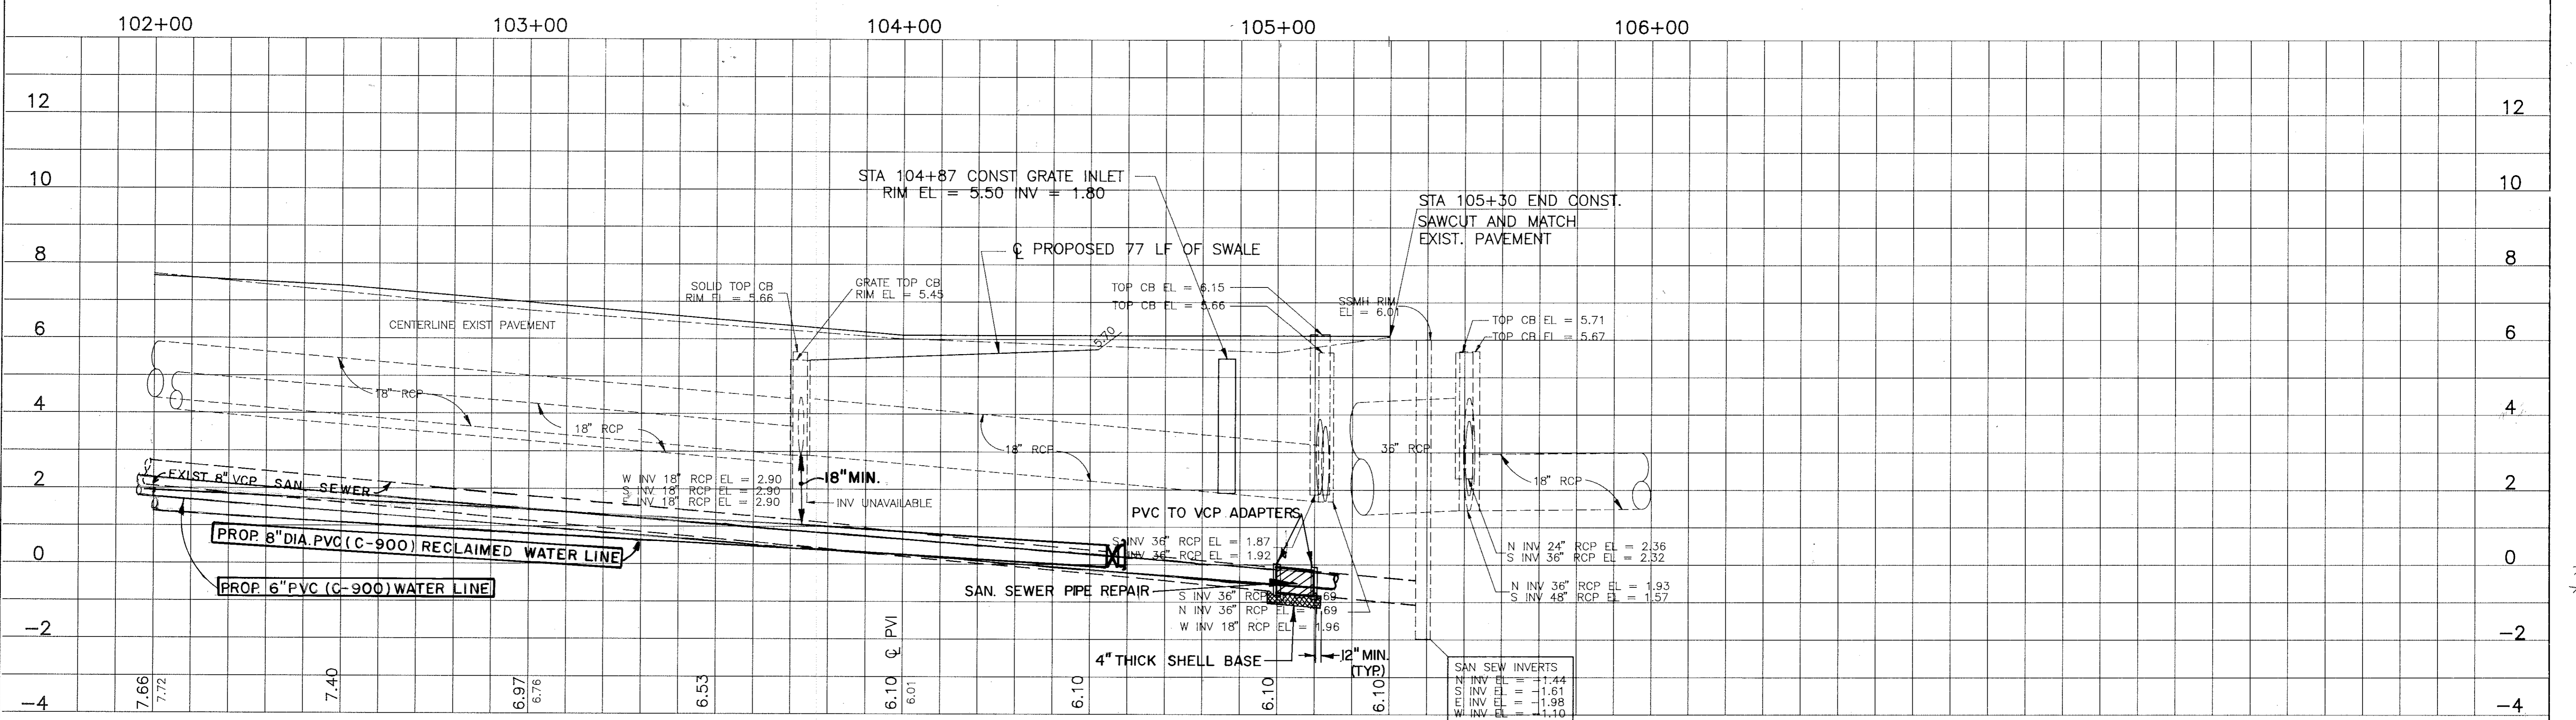 102+00
103+00
104+00
105+00
106+00
12
12
10
10
8
8
6
6
4
4
2
2
0
0
-2
-2
-4
-4
STA 104+87 CONST GRATE INLET
RIM EL = 5.50 INV = 1.80
STA 105+30 END CONST.
SAWCUT AND MATCH
EXIST. PAVEMENT
℄ PROPOSED 77 LF OF SWALE
SOLID TOP CB
RIM EL = 5.66
GRATE TOP CB
RIM EL = 5.45
TOP CB EL = 6.15
TOP CB EL = 5.66
SSMH RIM
EL = 6.01
TOP CB EL = 5.71
TOP CB EL = 5.67
CENTERLINE EXIST PAVEMENT
5.70
18" RCP
18" RCP
18" RCP
36" RCP
18" RCP
EXIST. 8" VCP SAN. SEWER
W INV 18" RCP EL = 2.90
S INV 18" RCP EL = 2.90
E INV 18" RCP EL = 2.90
18" MIN.
INV UNAVAILABLE
PVC TO VCP ADAPTERS
S INV 36" RCP EL = 1.87
INV 36" RCP EL = 1.92
PROP. 8" DIA. PVC (C-900) RECLAIMED WATER LINE
PROP. 6" PVC (C-900) WATER LINE
N INV 24" RCP EL = 2.36
S INV 36" RCP EL = 2.32
N INV 36" RCP EL = 1.93
S INV 48" RCP EL = 1.57
SAN. SEWER PIPE REPAIR
S INV 36" RCP .69
N INV 36" RCP EL = 1.69
W INV 18" RCP EL = 1.96
4" THICK SHELL BASE
12" MIN.
(TYP.)
SAN SEW INVERTS
N INV EL = -1.44
S INV EL = -1.61
E INV EL = -1.98
W INV EL = -1.10
7.66
7.72
7.40
6.97
6.76
6.53
6.10 ℄ PVI
6.01
6.10
6.10
6.10